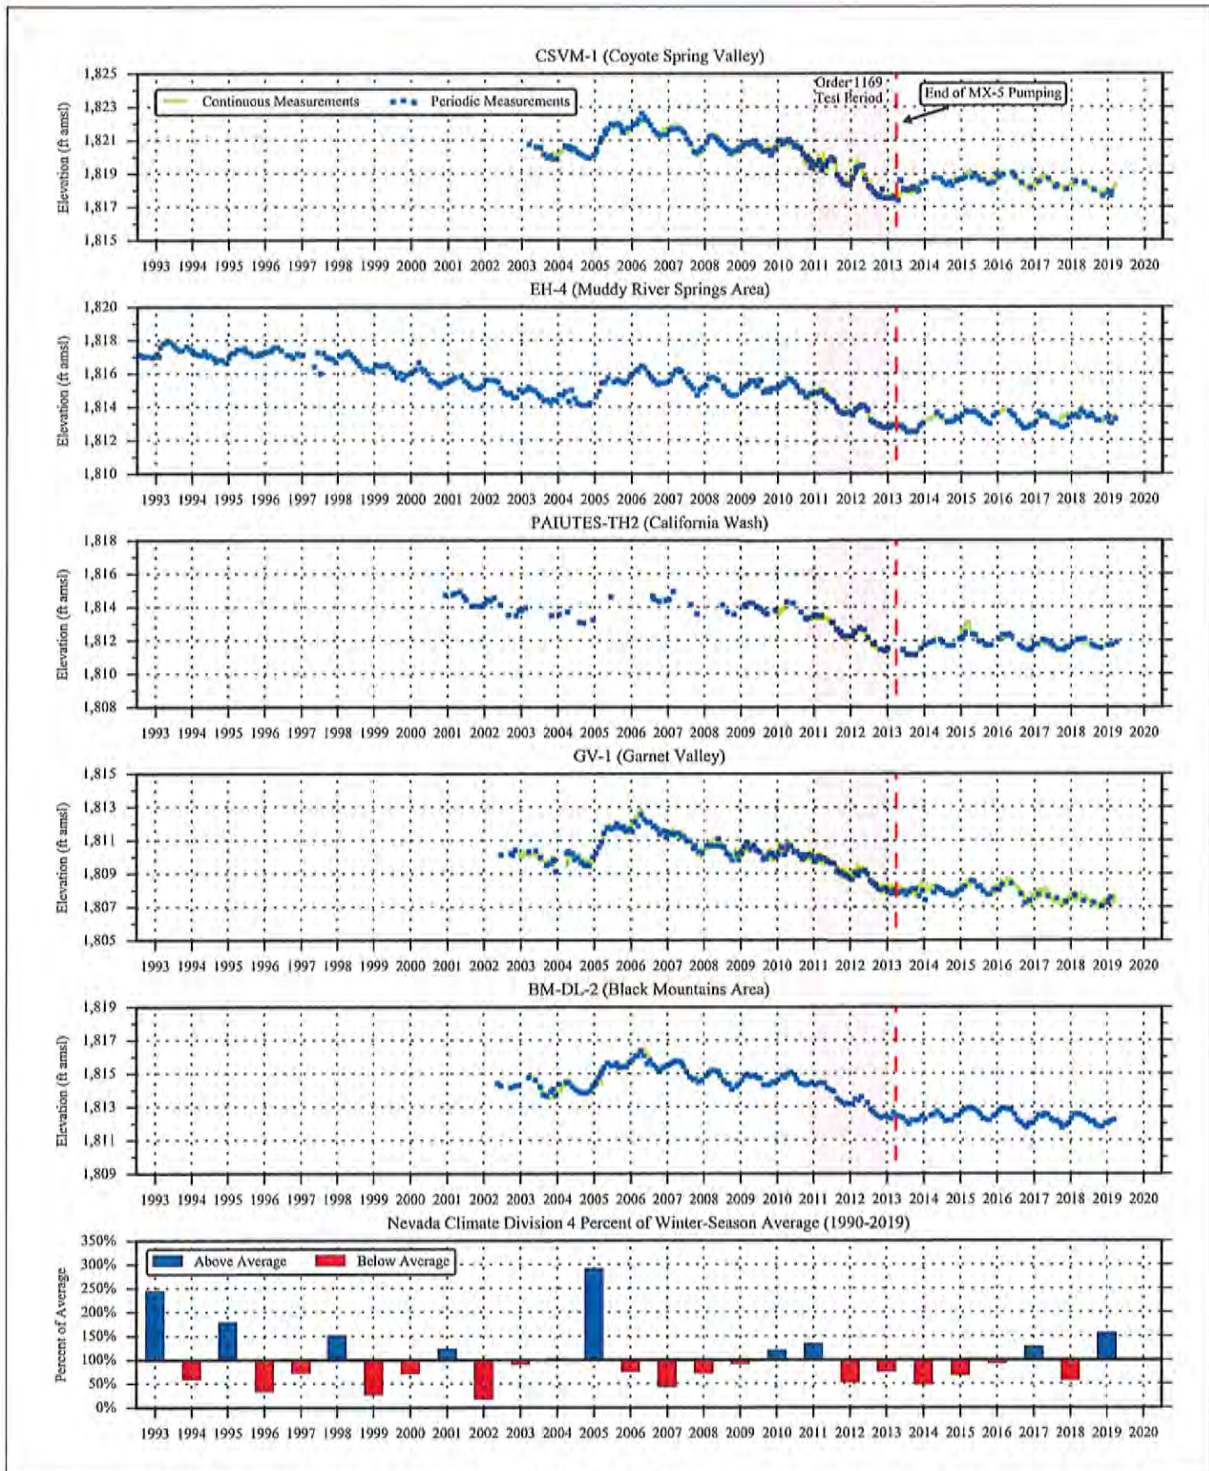 CSVM-1 (Coyote Spring Valley)
Elevation (ft amsl)
1,825
1,823
1,821
1,819
1,817
1,815
Continuous Measurements Periodic Measurements
Order 1169
Test Period
End of MX-5 Pumping
1993 1994 1995 1996 1997 1998 1999 2000 2001 2002 2003 2004 2005 2006 2007 2008 2009 2010 2011 2012 2013 2014 2015 2016 2017 2018 2019 2020
EH-4 (Muddy River Springs Area)
Elevation (ft amsl)
1,820
1,818
1,816
1,814
1,812
1,810
1993 1994 1995 1996 1997 1998 1999 2000 2001 2002 2003 2004 2005 2006 2007 2008 2009 2010 2011 2012 2013 2014 2015 2016 2017 2018 2019 2020
PAIUTES-TH2 (California Wash)
Elevation (ft amsl)
1,818
1,816
1,814
1,812
1,810
1,808
1993 1994 1995 1996 1997 1998 1999 2000 2001 2002 2003 2004 2005 2006 2007 2008 2009 2010 2011 2012 2013 2014 2015 2016 2017 2018 2019 2020
GV-1 (Garnet Valley)
Elevation (ft amsl)
1,815
1,813
1,811
1,809
1,807
1,805
1993 1994 1995 1996 1997 1998 1999 2000 2001 2002 2003 2004 2005 2006 2007 2008 2009 2010 2011 2012 2013 2014 2015 2016 2017 2018 2019 2020
BM-DL-2 (Black Mountains Area)
Elevation (ft amsl)
1,819
1,817
1,815
1,813
1,811
1,809
1993 1994 1995 1996 1997 1998 1999 2000 2001 2002 2003 2004 2005 2006 2007 2008 2009 2010 2011 2012 2013 2014 2015 2016 2017 2018 2019 2020
Nevada Climate Division 4 Percent of Winter-Season Average (1990-2019)
Percent of Average
350%
300%
250%
200%
150%
100%
50%
0%
Above Average Below Average
1993 1994 1995 1996 1997 1998 1999 2000 2001 2002 2003 2004 2005 2006 2007 2008 2009 2010 2011 2012 2013 2014 2015 2016 2017 2018 2019 2020